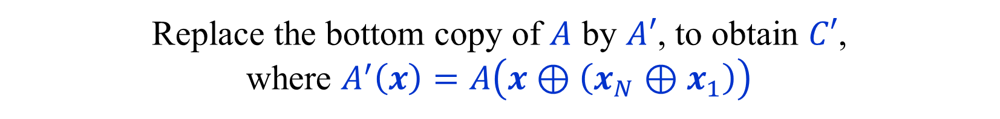 Replace the bottom copy of A by A′, to obtain C′,
where A′(x) = A(x ⊕ (x_N ⊕ x_1))